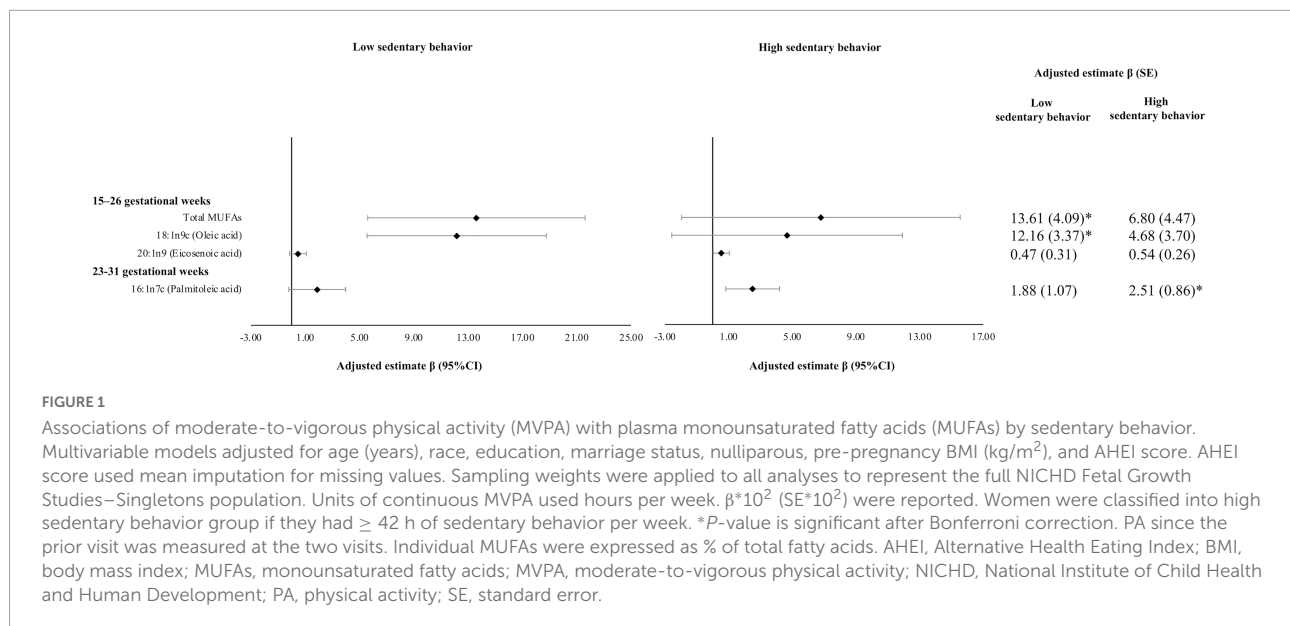 Low sedentary behavior
High sedentary behavior
Adjusted estimate β (SE)
Low
sedentary behavior
High
sedentary behavior
15–26 gestational weeks
Total MUFAs
13.61 (4.09)*
6.80 (4.47)
18:1n9c (Oleic acid)
12.16 (3.37)*
4.68 (3.70)
20:1n9 (Eicosenoic acid)
0.47 (0.31)
0.54 (0.26)
23-31 gestational weeks
16:1n7c (Palmitoleic acid)
1.88 (1.07)
2.51 (0.86)*
-3.00 1.00 5.00 9.00 13.00 17.00 21.00 25.00
-3.00 1.00 5.00 9.00 13.00 17.00
Adjusted estimate β (95%CI)
Adjusted estimate β (95%CI)
FIGURE 1
Associations of moderate-to-vigorous physical activity (MVPA) with plasma monounsaturated fatty acids (MUFAs) by sedentary behavior.
Multivariable models adjusted for age (years), race, education, marriage status, nulliparous, pre-pregnancy BMI (kg/m²), and AHEI score. AHEI
score used mean imputation for missing values. Sampling weights were applied to all analyses to represent the full NICHD Fetal Growth
Studies–Singletons population. Units of continuous MVPA used hours per week. β*10² (SE*10²) were reported. Women were classified into high
sedentary behavior group if they had ≥ 42 h of sedentary behavior per week. *P-value is significant after Bonferroni correction. PA since the
prior visit was measured at the two visits. Individual MUFAs were expressed as % of total fatty acids. AHEI, Alternative Health Eating Index; BMI,
body mass index; MUFAs, monounsaturated fatty acids; MVPA, moderate-to-vigorous physical activity; NICHD, National Institute of Child Health
and Human Development; PA, physical activity; SE, standard error.